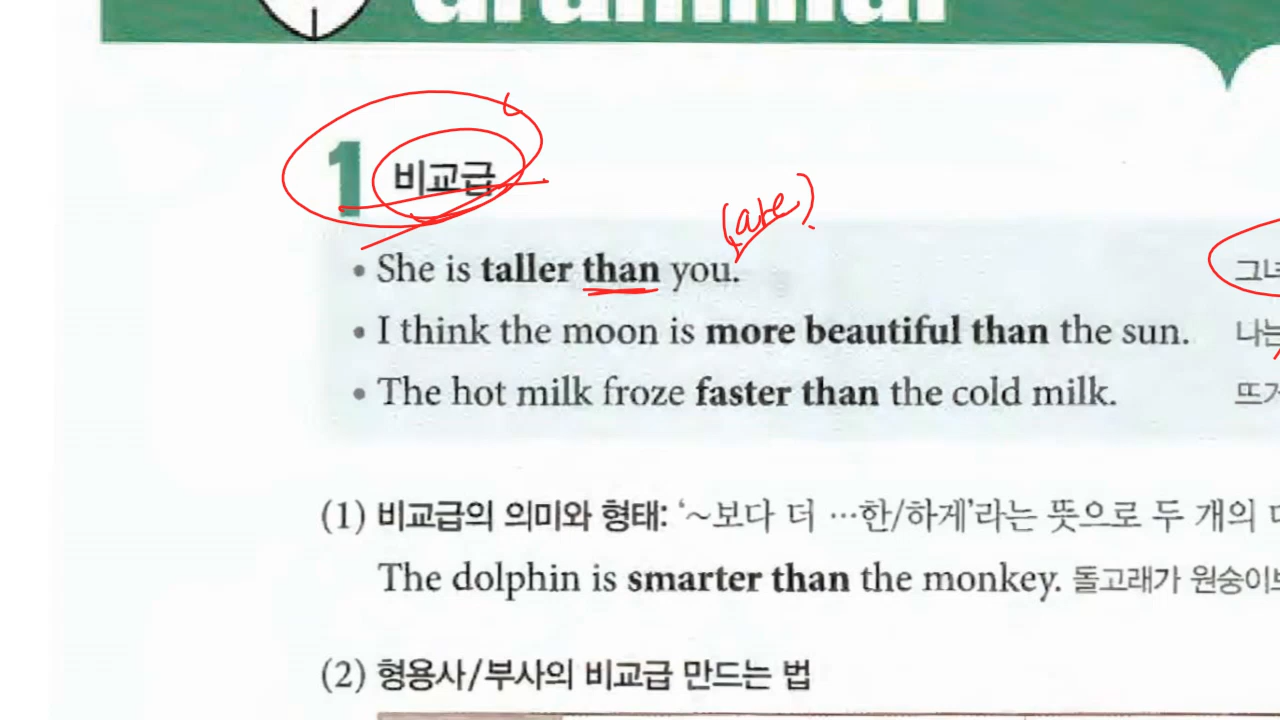 Grammar
1 비교급
(are)
• She is taller than you.
• I think the moon is more beautiful than the sun. 나는
• The hot milk froze faster than the cold milk.
(1) 비교급의 의미와 형태: ‘~보다 더 …한/하게’라는 뜻으로 두 개의
The dolphin is smarter than the monkey. 돌고래가
(2) 형용사/부사의 비교급 만드는 법